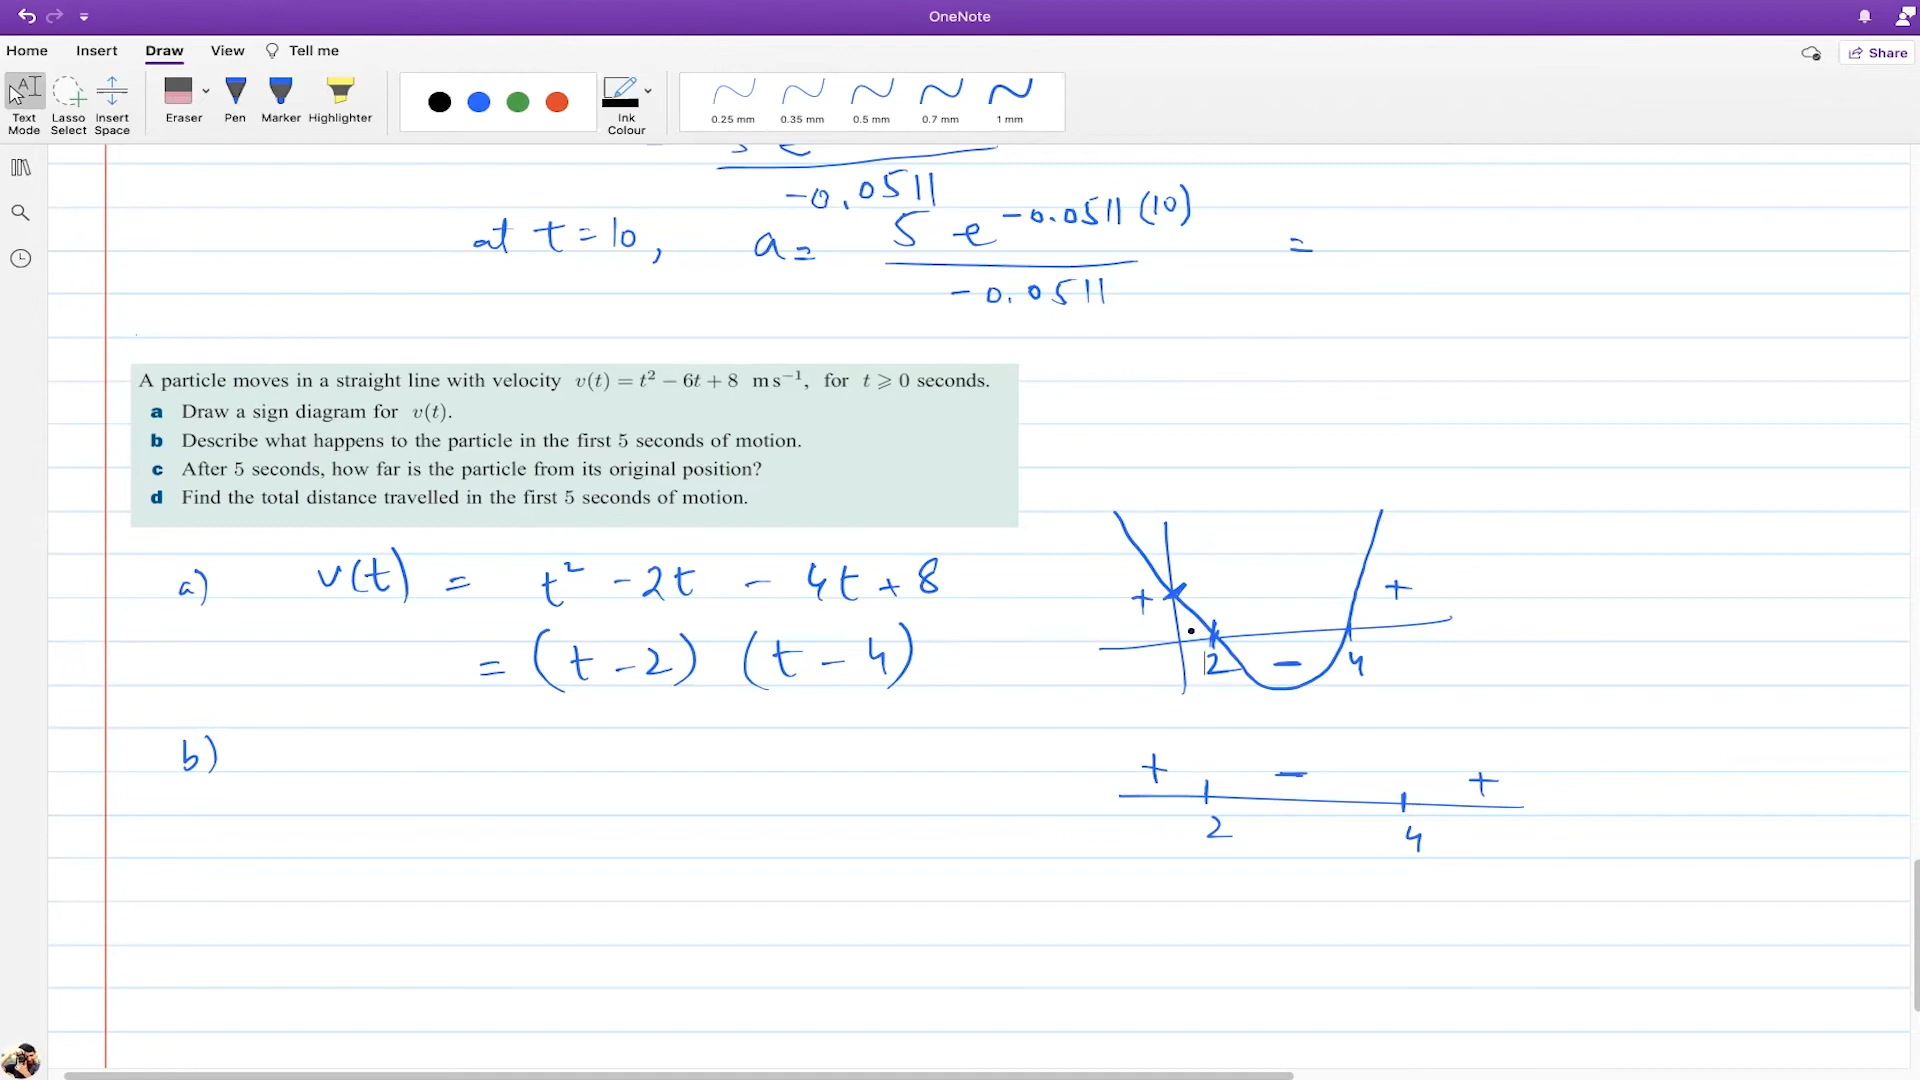 OneNote
Home Insert Draw View Tell me
Share
Text Mode
Lasso Select
Insert Space
Eraser
Pen
Marker
Highlighter
Ink Colour
0.25 mm 0.35 mm 0.5 mm 0.7 mm 1 mm
-0.0511
at t=10, a= 5 e^{-0.0511(10)} / -0.0511 =
A particle moves in a straight line with velocity v(t) = t² − 6t + 8 m s⁻¹, for t ⩾ 0 seconds.
a Draw a sign diagram for v(t).
b Describe what happens to the particle in the first 5 seconds of motion.
c After 5 seconds, how far is the particle from its original position?
d Find the total distance travelled in the first 5 seconds of motion.
a) v(t) = t² - 2t - 4t + 8
= (t - 2) (t - 4)
+ +
2 - 4
b)
+ - +
2 4